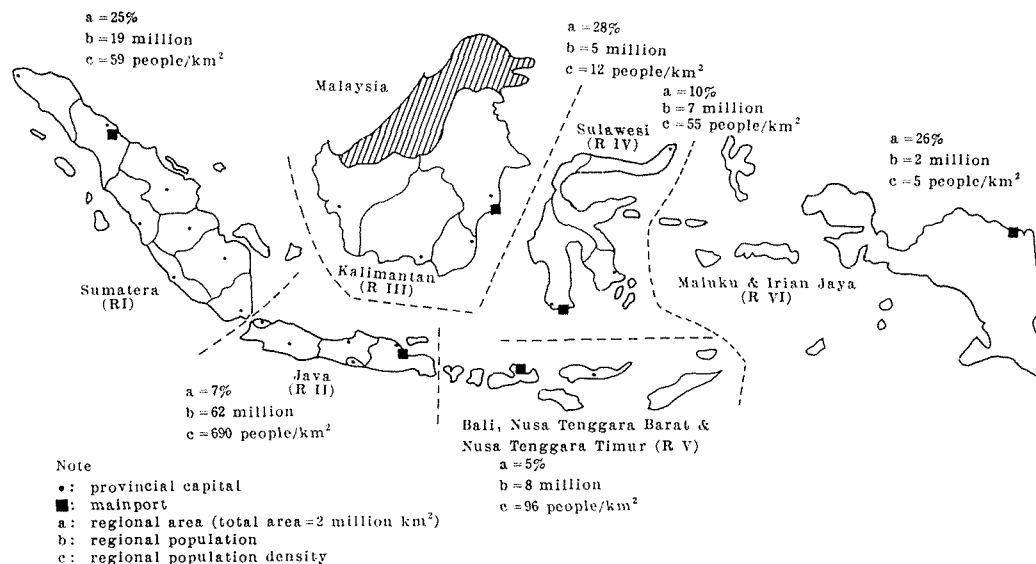 a = 25%
b = 19 million
c = 59 people/km²
Malaysia
a = 28%
b = 5 million
c = 12 people/km²
Sulawesi
(R IV)
a = 10%
b = 7 million
c = 55 people/km²
a = 26%
b = 2 million
c = 5 people/km²
Sumatera
(RI)
Kalimantan
(R III)
Maluku & Irian Jaya
(R VI)
Java
(R II)
a = 7%
b = 62 million
c = 690 people/km²
Bali, Nusa Tenggara Barat &
Nusa Tenggara Timur (R V)
a = 5%
b = 8 million
c = 96 people/km²
Note
•: provincial capital
■: mainport
a: regional area (total area = 2 million km²)
b: regional population
c: regional population density